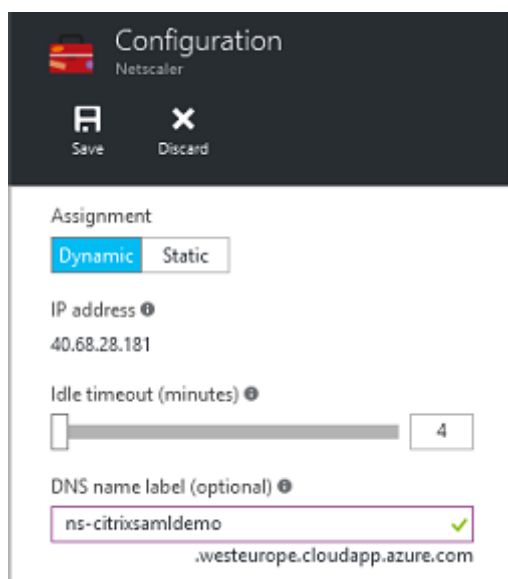 Configuration
Netscaler
Save Discard
Assignment
Dynamic Static
IP address
40.68.28.181
Idle timeout (minutes)
4
DNS name label (optional)
ns-citrixsamldemo
.westeurope.cloudapp.azure.com